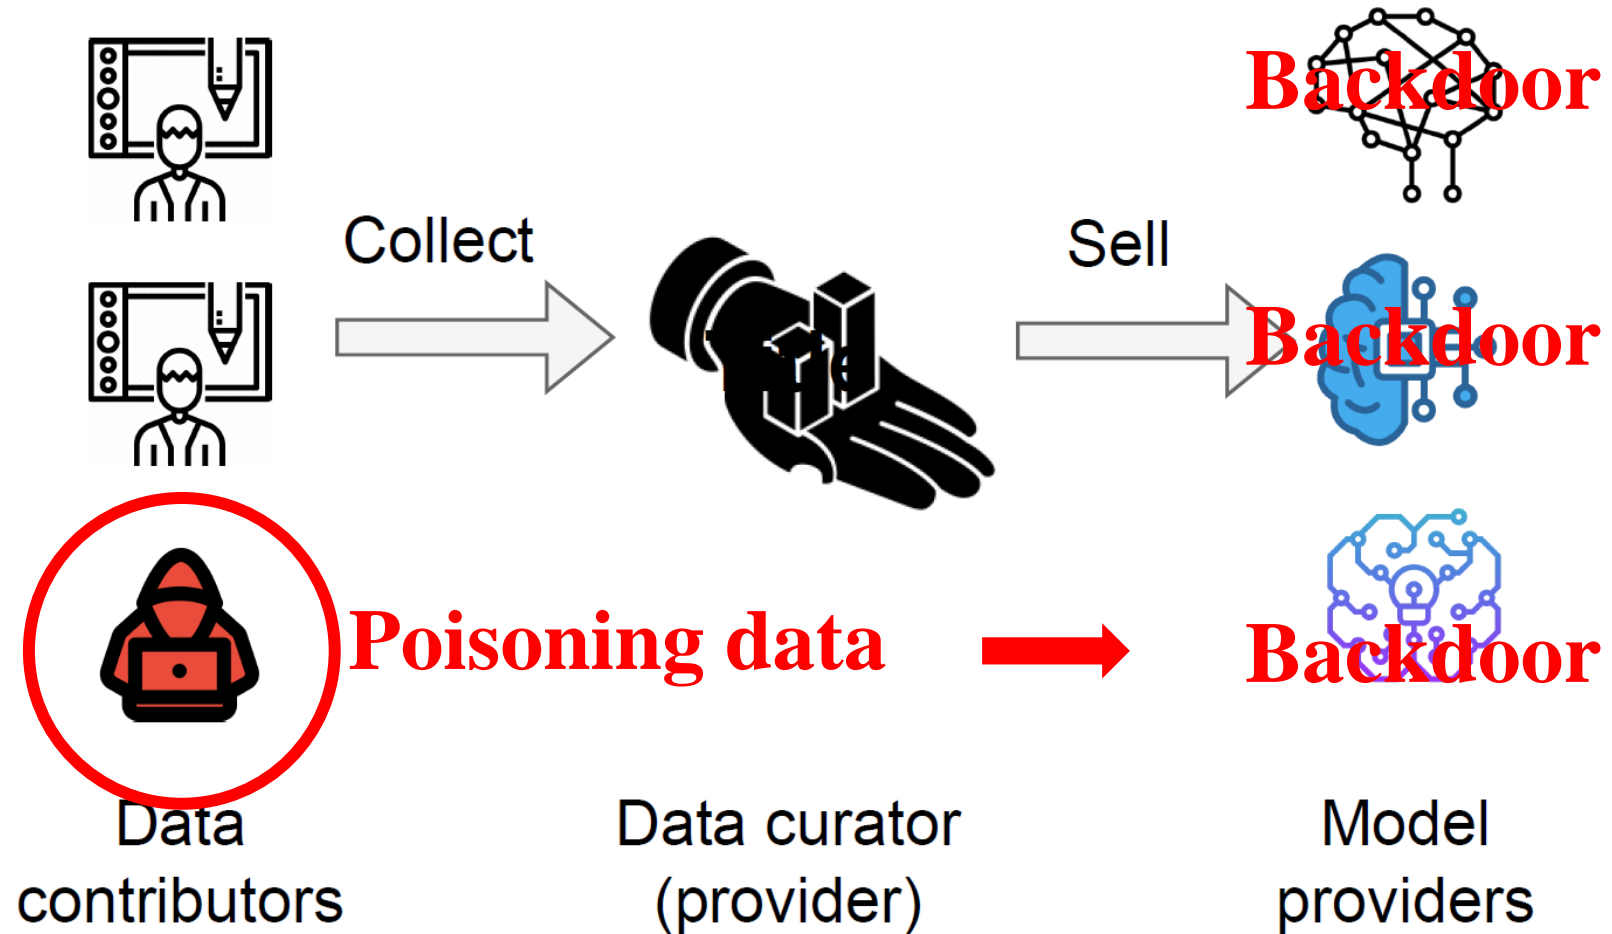 Backdoor
Collect
Sell
Backdoor
Poisoning data
Backdoor
Data contributors
Data curator (provider)
Model providers